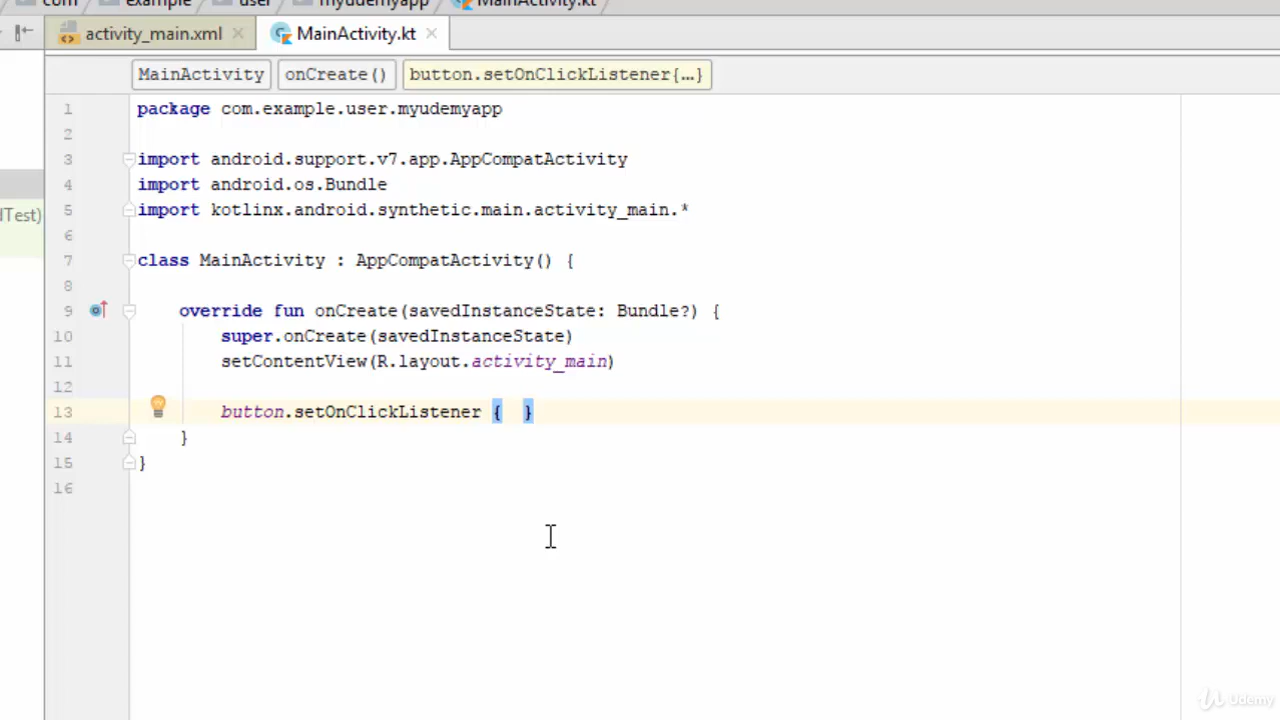 com example user myudemyapp MainActivity.kt
activity_main.xml MainActivity.kt
MainActivity onCreate() button.setOnClickListener{...}
1 package com.example.user.myudemyapp
2
3 import android.support.v7.app.AppCompatActivity
4 import android.os.Bundle
5 import kotlinx.android.synthetic.main.activity_main.*
6
7 class MainActivity : AppCompatActivity() {
8
9 override fun onCreate(savedInstanceState: Bundle?) {
10 super.onCreate(savedInstanceState)
11 setContentView(R.layout.activity_main)
12
13 button.setOnClickListener { }
14 }
15 }
16
dTest)
Udemy